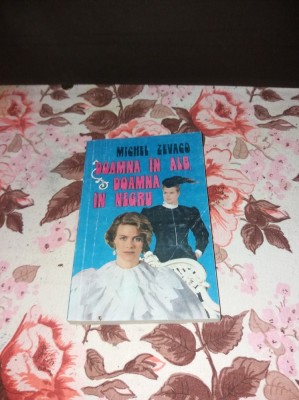 MICHEL ZEVACO
DOAMNA IN ALB
DOAMNA
IN NEGRU